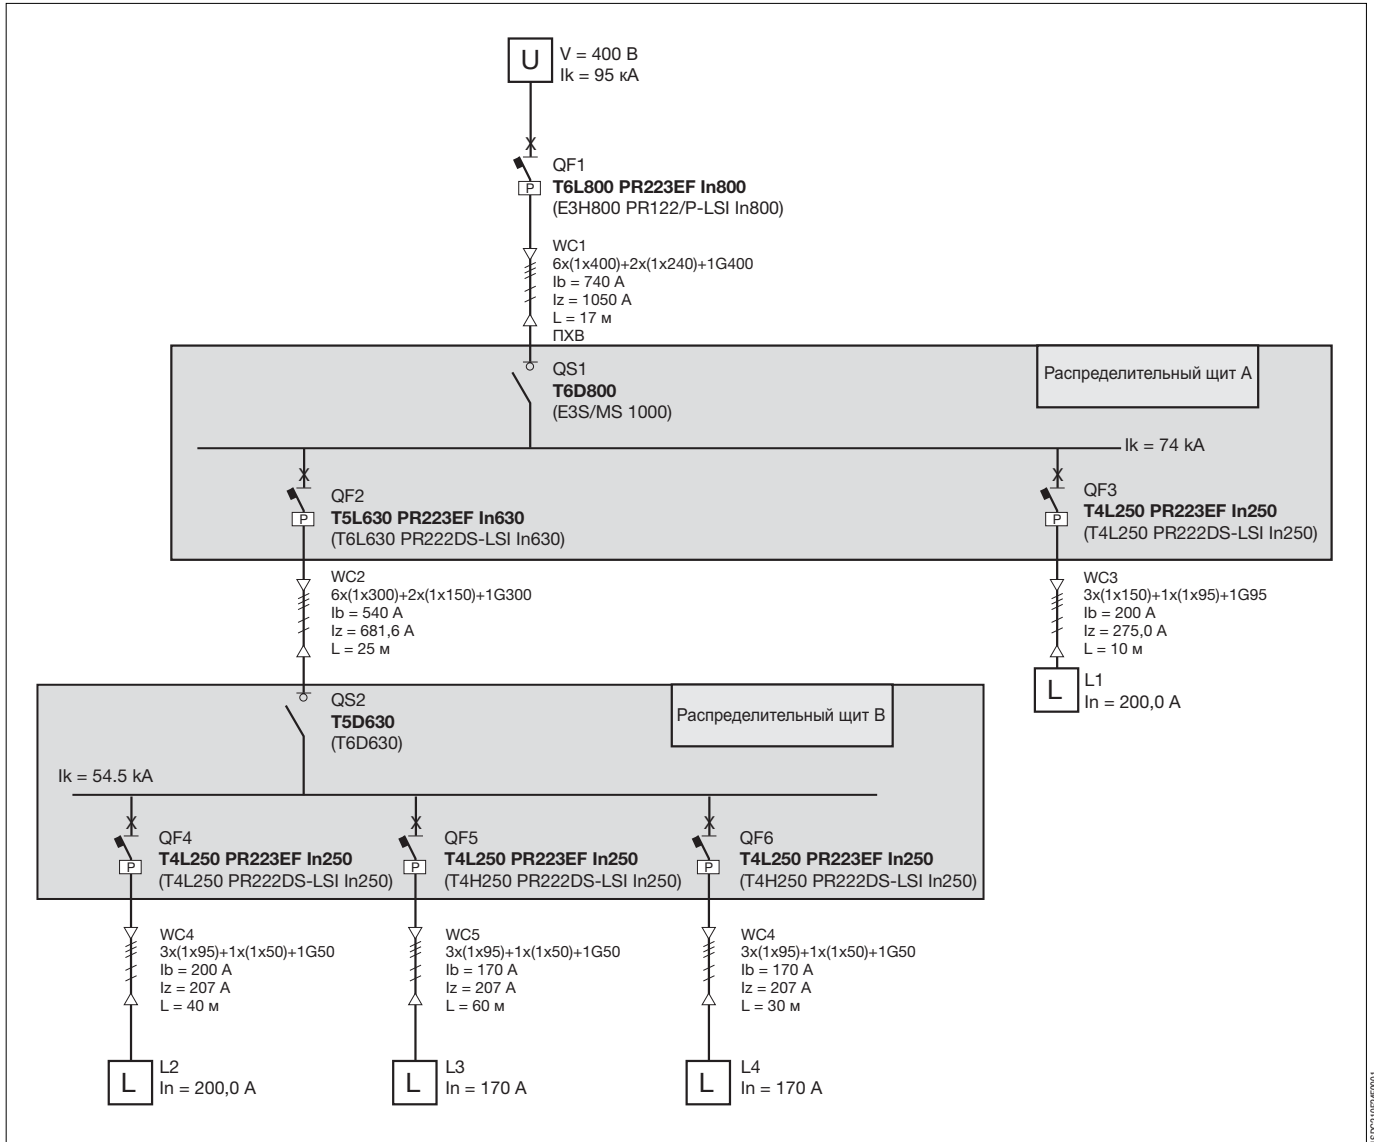 U
V = 400 В
Ik = 95 кА
QF1
T6L800 PR223EF In800
(E3H800 PR122/P-LSI In800)
P
WC1
6x(1x400)+2x(1x240)+1G400
Ib = 740 A
Iz = 1050 A
L = 17 м
ПХВ
QS1
T6D800
(E3S/MS 1000)
Распределительный щит A
Ik = 74 kA
QF2
T5L630 PR223EF In630
(T6L630 PR222DS-LSI In630)
P
QF3
T4L250 PR223EF In250
(T4L250 PR222DS-LSI In250)
P
WC2
6x(1x300)+2x(1x150)+1G300
Ib = 540 A
Iz = 681,6 A
L = 25 м
WC3
3x(1x150)+1x(1x95)+1G95
Ib = 200 A
Iz = 275,0 A
L = 10 м
L
L1
In = 200,0 A
QS2
T5D630
(T6D630)
Распределительный щит B
Ik = 54.5 kA
QF4
T4L250 PR223EF In250
(T4L250 PR222DS-LSI In250)
P
QF5
T4L250 PR223EF In250
(T4H250 PR222DS-LSI In250)
P
QF6
T4L250 PR223EF In250
(T4H250 PR222DS-LSI In250)
P
WC4
3x(1x95)+1x(1x50)+1G50
Ib = 200 A
Iz = 207 A
L = 40 м
WC5
3x(1x95)+1x(1x50)+1G50
Ib = 170 A
Iz = 207 A
L = 60 м
WC4
3x(1x95)+1x(1x50)+1G50
Ib = 170 A
Iz = 207 A
L = 30 м
L
L2
In = 200,0 A
L
L3
In = 170 A
L
L4
In = 170 A